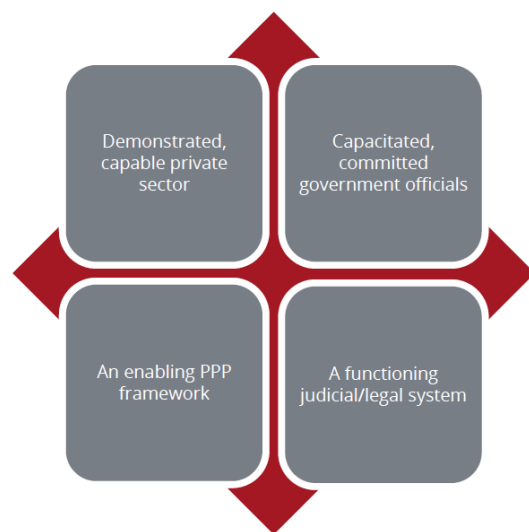 Demonstrated,
capable private
sector
Capacitated,
committed
government officials
An enabling PPP
framework
A functioning
judicial/legal system